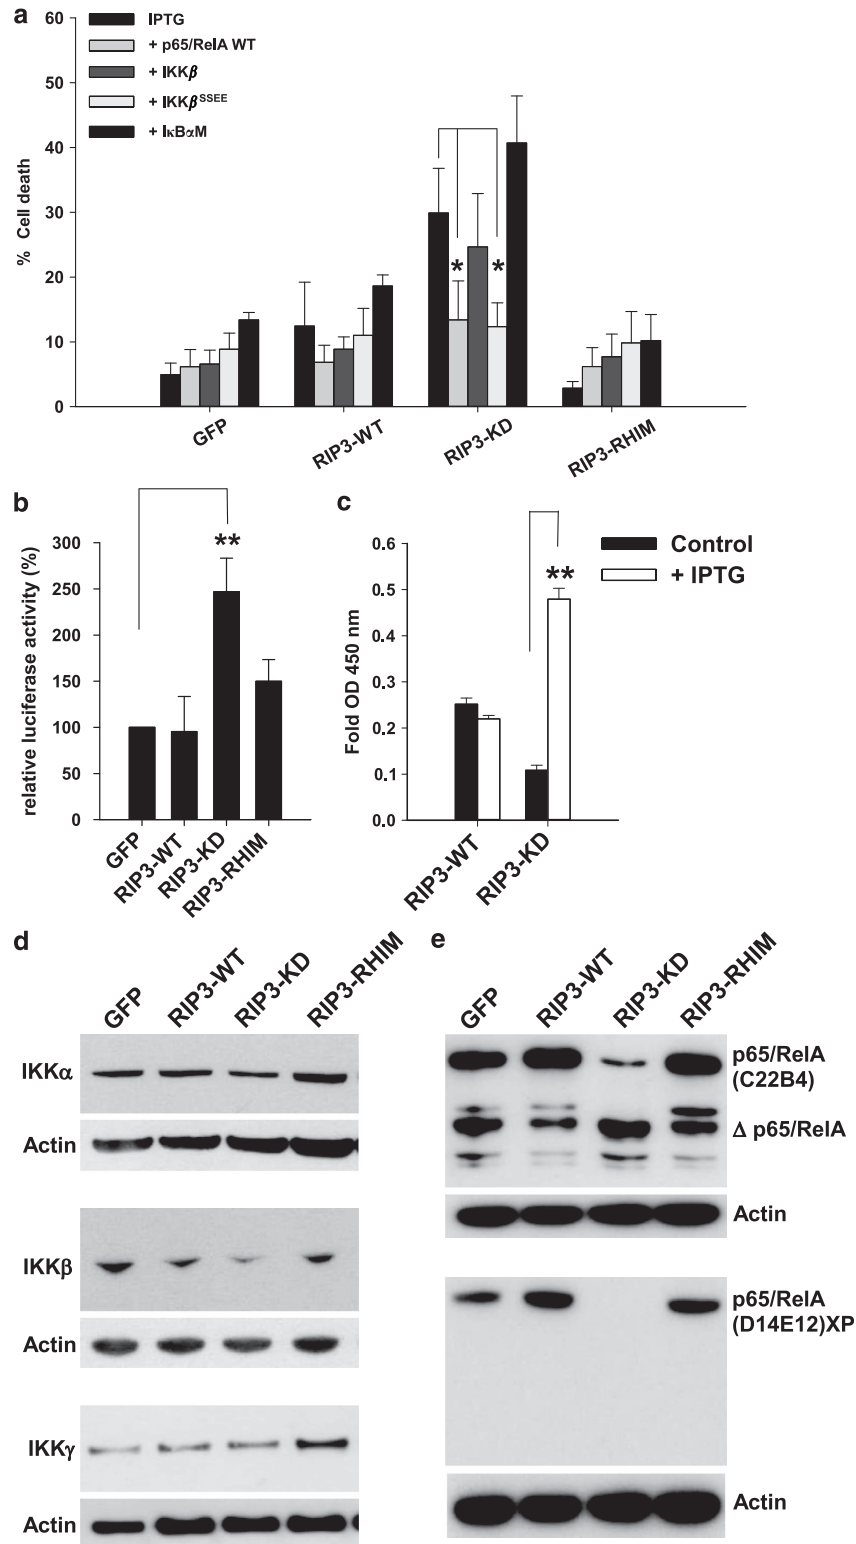 a
60
50
40
30
20
10
0
% Cell death
IPTG
+ p65/RelA WT
+ IKKβ
+ IKKβ^SSEE
+ IκBαM
*
*
GFP
RIP3-WT
RIP3-KD
RIP3-RHIM
b
300
250
200
150
100
50
0
relative luciferase activity (%)
**
GFP
RIP3-WT
RIP3-KD
RIP3-RHIM
c
0.6
0.5
0.4
0.3
0.2
0.1
0.0
Fold OD 450 nm
**
Control
+ IPTG
RIP3-WT
RIP3-KD
d
GFP
RIP3-WT
RIP3-KD
RIP3-RHIM
IKKα
Actin
IKKβ
Actin
IKKγ
Actin
e
GFP
RIP3-WT
RIP3-KD
RIP3-RHIM
p65/RelA
(C22B4)
Δ p65/RelA
Actin
p65/RelA
(D14E12)XP
Actin